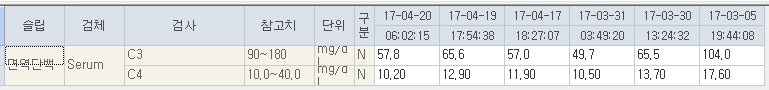 슬립 검체 검사 참고치 단위 구분 17-04-20 17-04-19 17-04-17 17-03-31 17-03-30 17-03-05
06:02:15 17:54:38 18:27:07 03:49:20 13:24:32 19:44:08
면역단백 Serum C3 90~180 mg/dl N 57,8 65,6 57,0 49,7 65,5 104,0
C4 10,0~40,0 mg/dl N 10,20 12,90 11,90 10,50 13,70 17,60